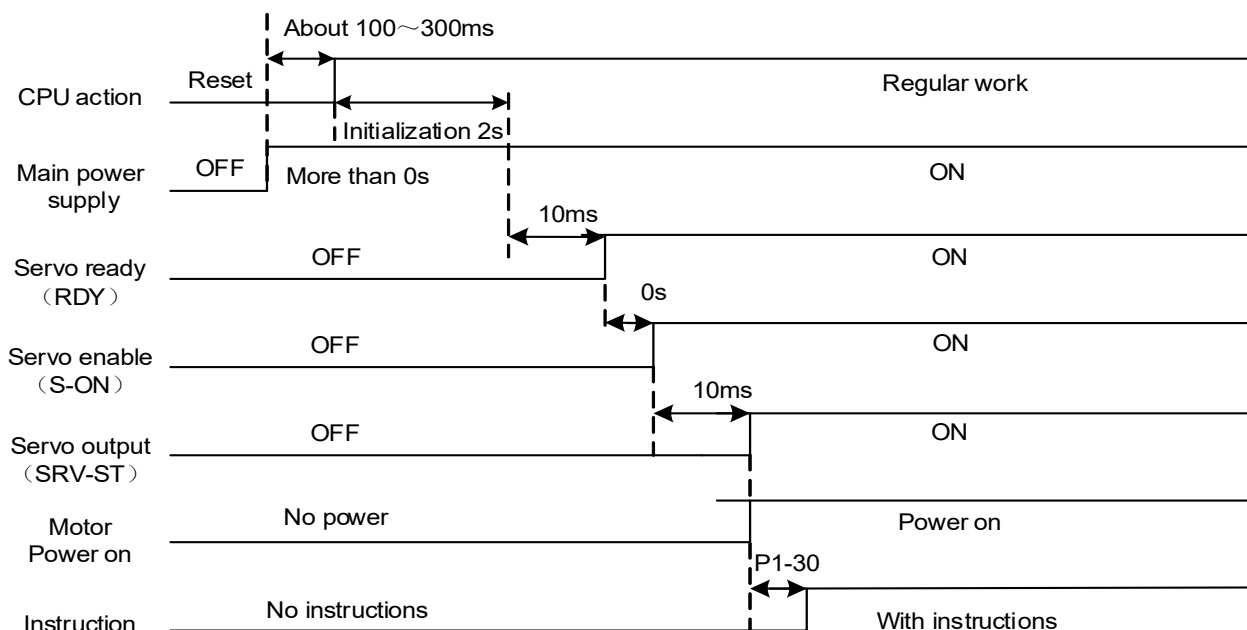 About 100～300ms
Reset
Regular work
CPU action
Initialization 2s
OFF
More than 0s
ON
Main power
supply
10ms
OFF
ON
Servo ready
（RDY）
0s
OFF
ON
Servo enable
（S-ON）
10ms
OFF
ON
Servo output
（SRV-ST）
No power
Power on
Motor
Power on
P1-30
No instructions
With instructions
Instruction